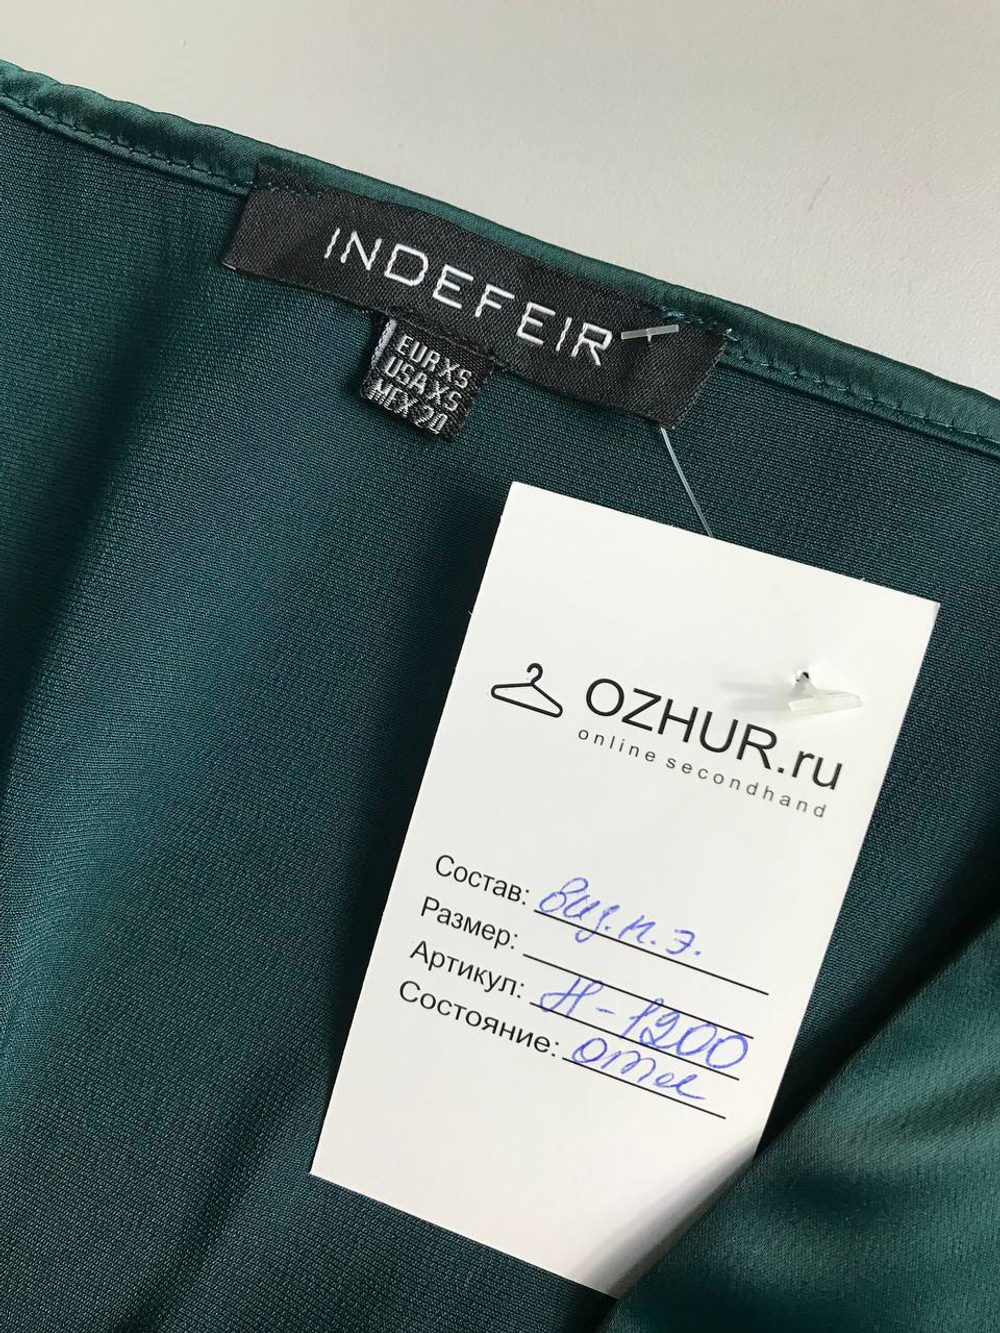 INDEFEIR
EUR XS
USA XS
MEX 24
OZHUR.ru
online secondhand
Состав: виз. п. э.
Размер:
Артикул: Н-1200
Состояние: отл